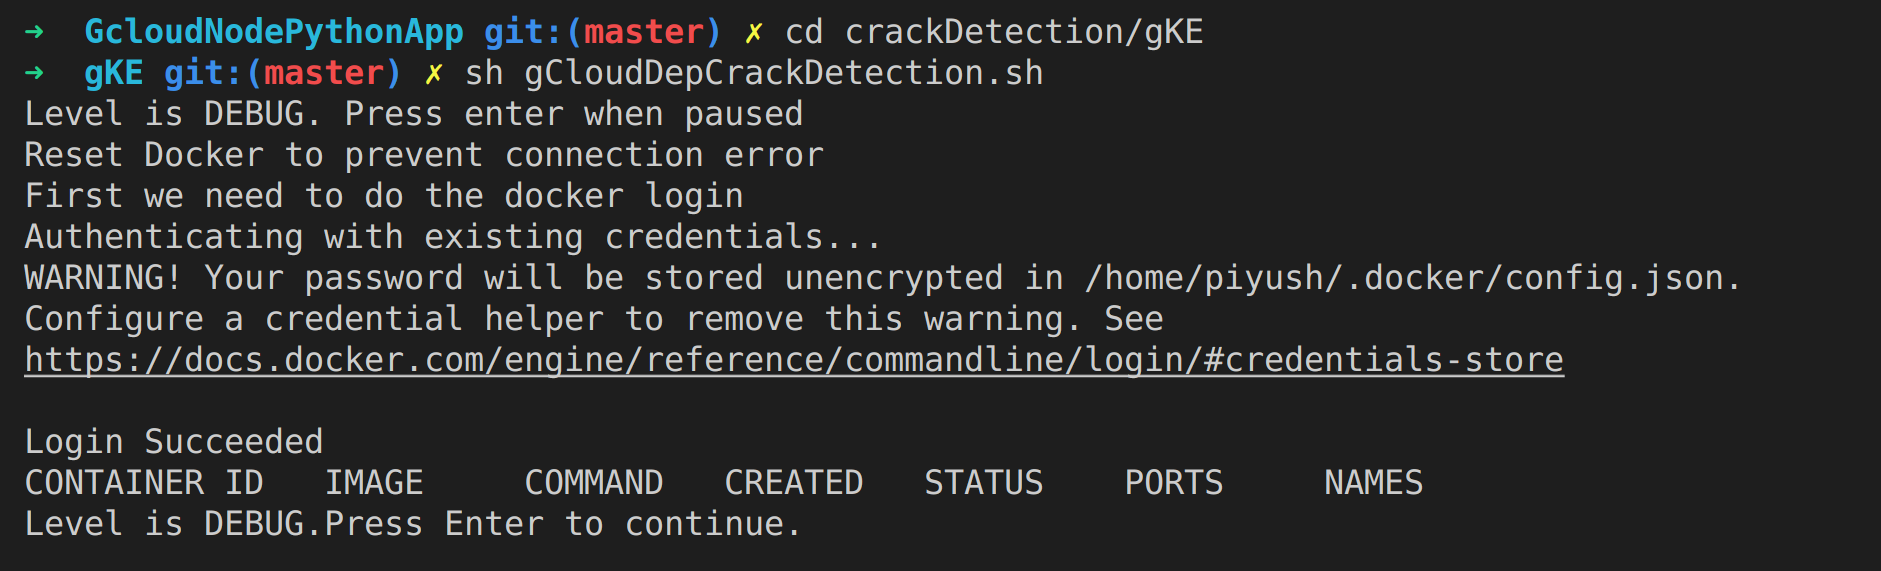 ➜  GcloudNodePythonApp git:(master) ✗ cd crackDetection/gKE
➜  gKE git:(master) ✗ sh gCloudDepCrackDetection.sh
Level is DEBUG. Press enter when paused
Reset Docker to prevent connection error
First we need to do the docker login
Authenticating with existing credentials...
WARNING! Your password will be stored unencrypted in /home/piyush/.docker/config.json.
Configure a credential helper to remove this warning. See
https://docs.docker.com/engine/reference/commandline/login/#credentials-store

Login Succeeded
CONTAINER ID   IMAGE     COMMAND   CREATED   STATUS    PORTS     NAMES
Level is DEBUG.Press Enter to continue.